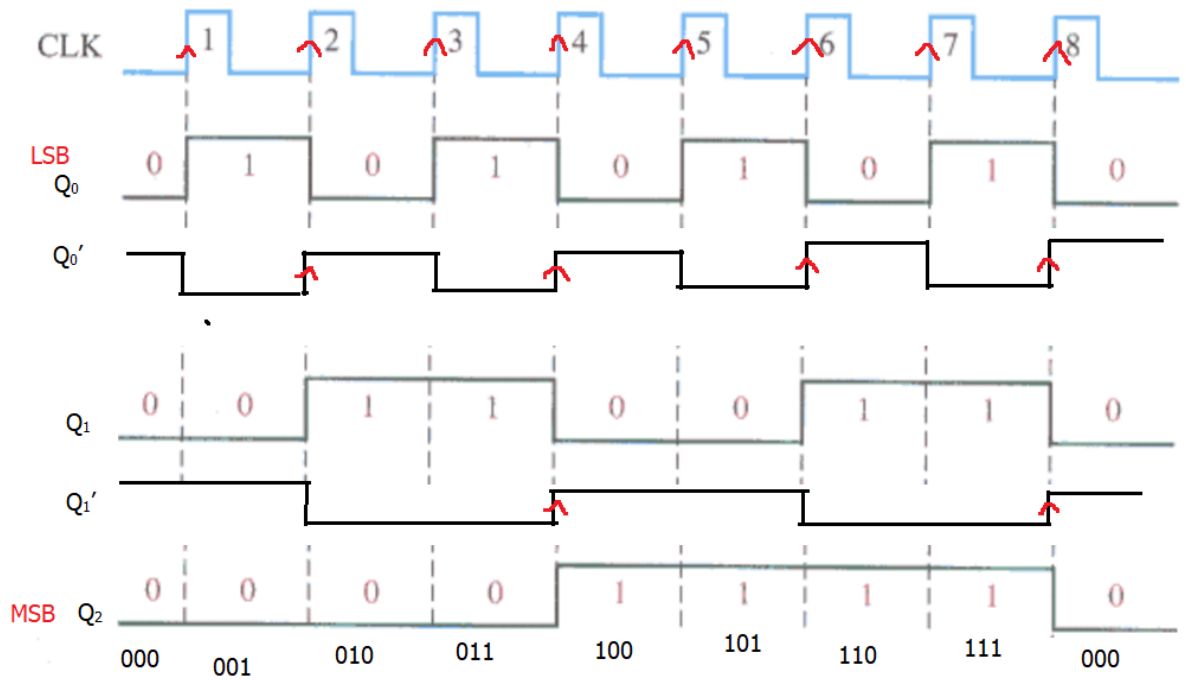 CLK 1 2 3 4 5 6 7 8
LSB
Q₀ 0 1 0 1 0 1 0 1 0
Q₀′
Q₁ 0 0 1 1 0 0 1 1 0
Q₁′
MSB Q₂ 0 0 0 0 1 1 1 1 0
000 001 010 011 100 101 110 111 000